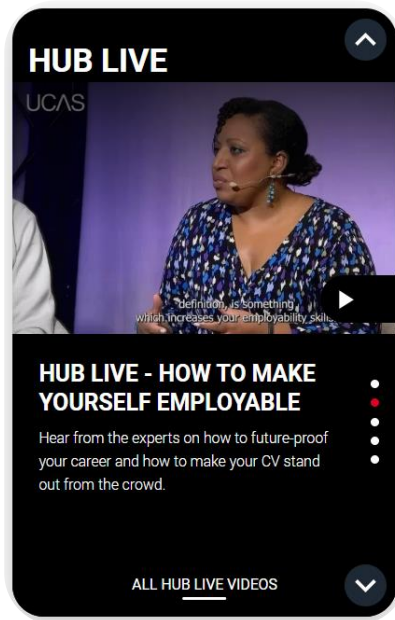 HUB LIVE
UCAS
definition, is something
which increases your employability skil..
HUB LIVE - HOW TO MAKE
YOURSELF EMPLOYABLE
Hear from the experts on how to future-proof
your career and how to make your CV stand
out from the crowd.
ALL HUB LIVE VIDEOS